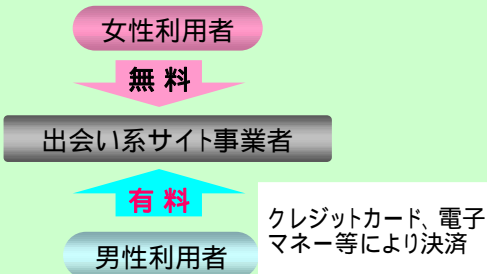 女性利用者
無料
出会い系サイト事業者
有料
クレジットカード、電子
マネー等により決済
男性利用者